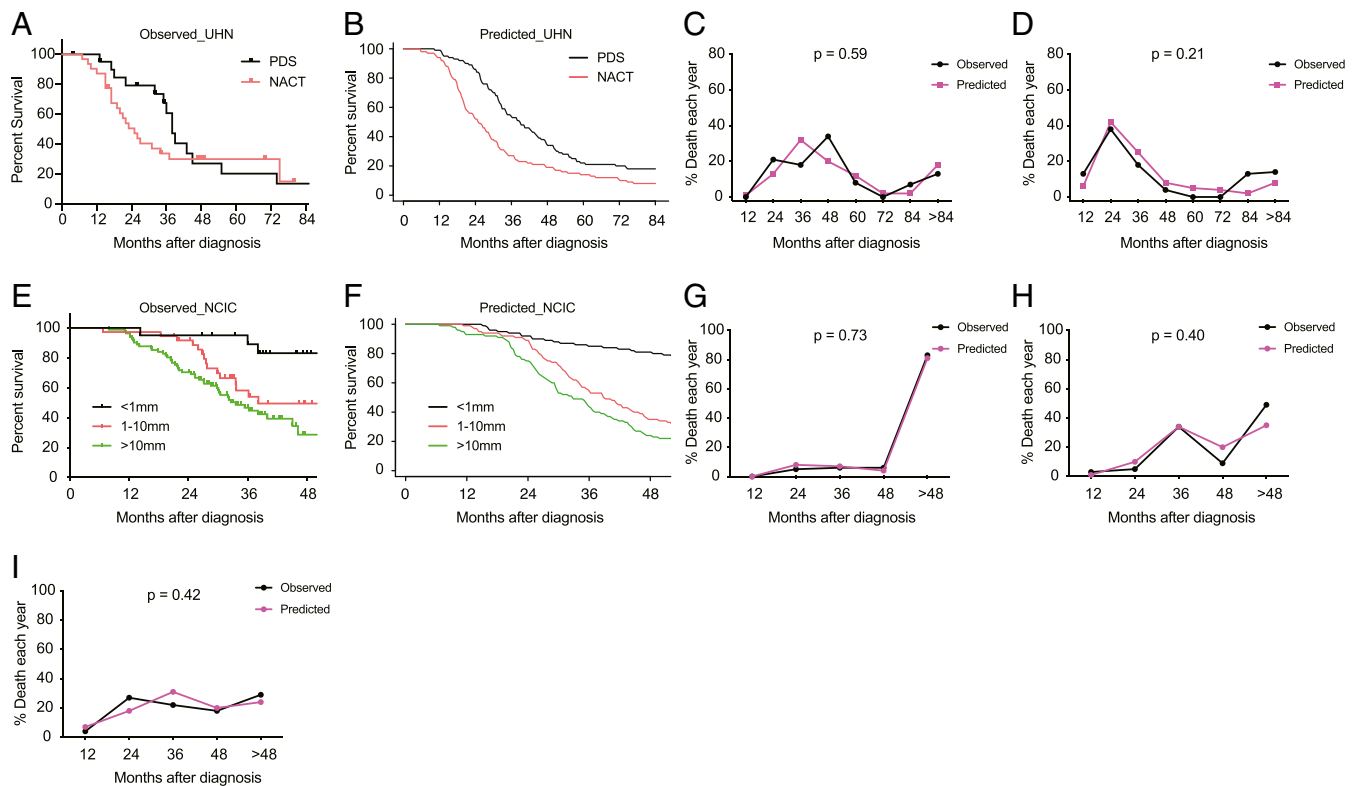 A
Observed_UHN
PDS
NACT
Percent Survival
100
80
60
40
20
0
0 12 24 36 48 60 72 84
Months after diagnosis
B
Predicted_UHN
PDS
NACT
Percent survival
100
80
60
40
20
0
0 12 24 36 48 60 72 84
Months after diagnosis
C
p = 0.59
Observed
Predicted
% Death each year
80
60
40
20
0
12 24 36 48 60 72 84 >84
Months after diagnosis
D
p = 0.21
Observed
Predicted
% Death each year
80
60
40
20
0
12 24 36 48 60 72 84 >84
Months after diagnosis
E
Observed_NCIC
Percent survival
100
80
60
40
20
0
<1mm
1-10mm
>10mm
0 12 24 36 48
Months after diagnosis
F
Predicted_NCIC
Percent survival
100
80
60
40
20
0
<1mm
1-10mm
>10mm
0 12 24 36 48
Months after diagnosis
G
p = 0.73
Observed
Predicted
% Death each year
100
80
60
40
20
0
12 24 36 48 >48
Months after diagnosis
H
p = 0.40
Observed
Predicted
% Death each year
100
80
60
40
20
0
12 24 36 48 >48
Months after diagnosis
I
p = 0.42
Observed
Predicted
% Death each year
100
80
60
40
20
0
12 24 36 48 >48
Months after diagnosis